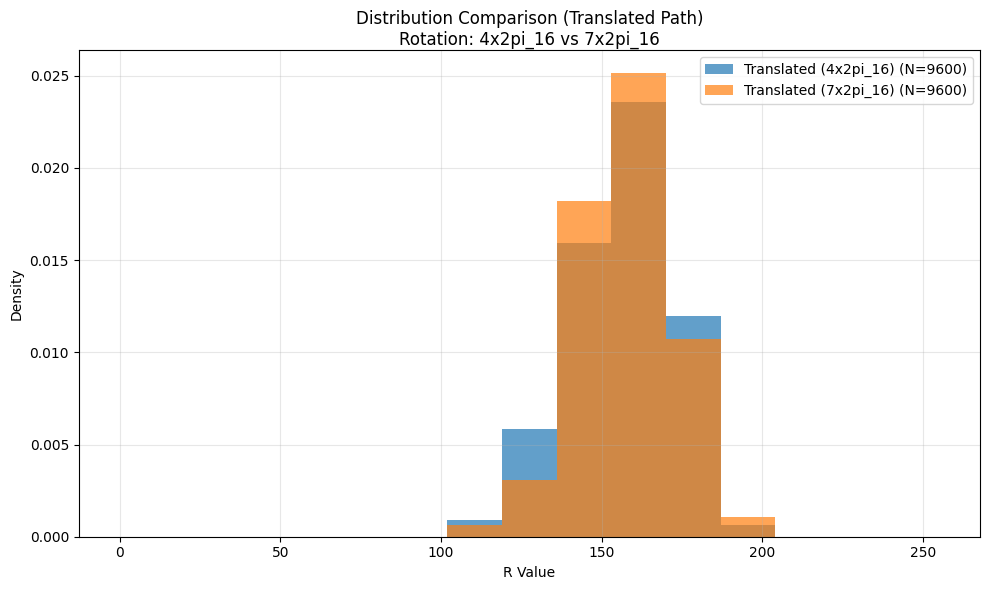 Distribution Comparison (Translated Path)
Rotation: 4x2pi_16 vs 7x2pi_16
Translated (4x2pi_16) (N=9600)
Translated (7x2pi_16) (N=9600)
Density
0.025
0.020
0.015
0.010
0.005
0.000
0 50 100 150 200 250
R Value